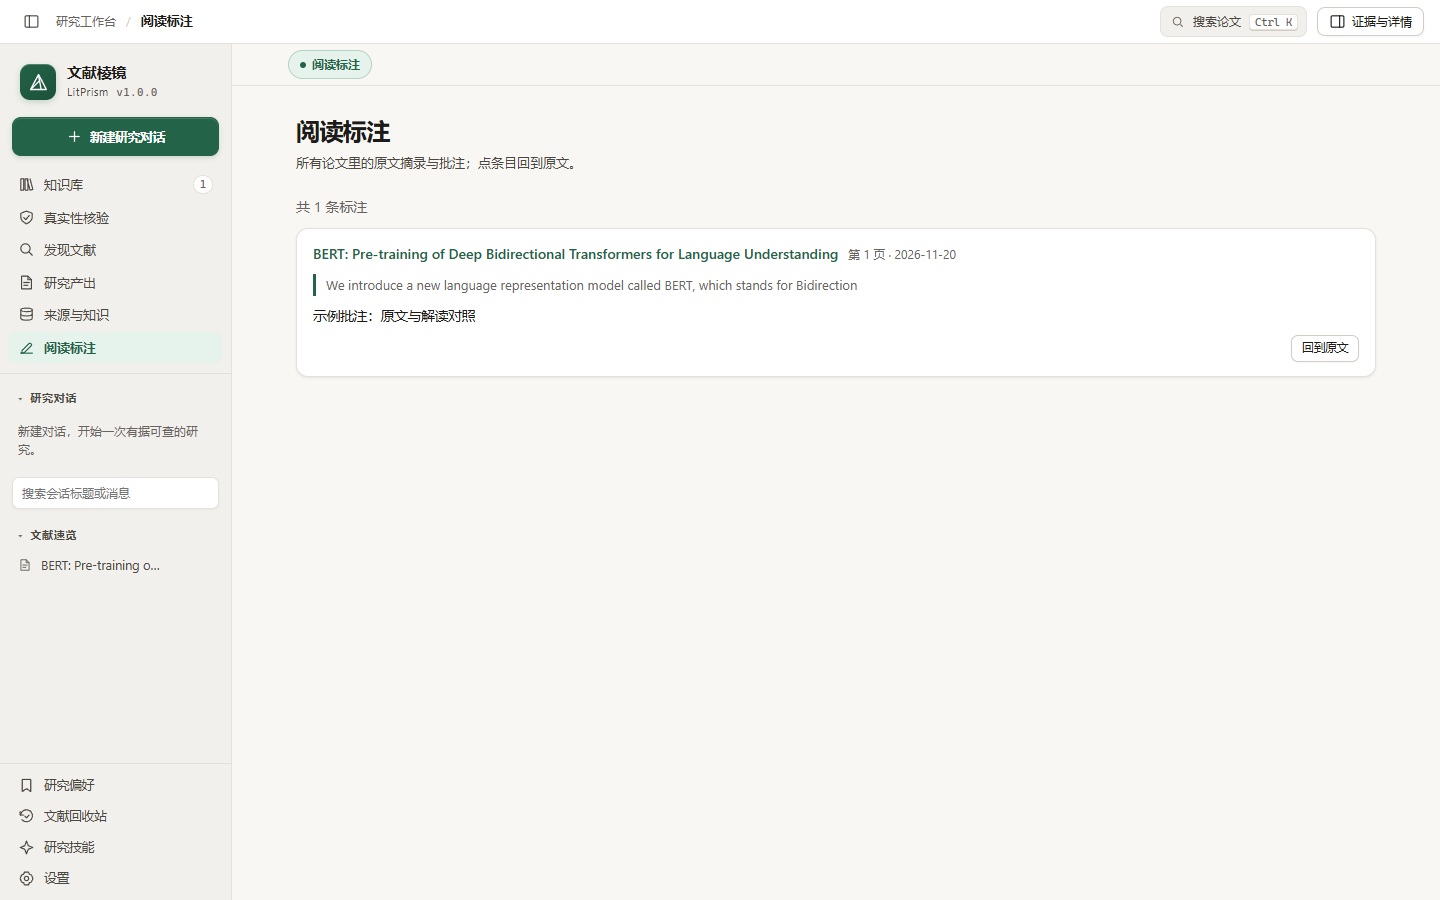 研究工作台 / 阅读标注
搜索论文 Ctrl K
证据与详情
文献棱镜
LitPrism v1.0.0
新建研究对话
知识库 1
真实性核验
发现文献
研究产出
来源与知识
阅读标注
研究对话
新建对话，开始一次有据可查的研
究。
搜索会话标题或消息
文献速览
BERT: Pre-training o...
研究偏好
文献回收站
研究技能
设置
阅读标注
阅读标注
所有论文里的原文摘录与批注；点条目回到原文。
共 1 条标注
BERT: Pre-training of Deep Bidirectional Transformers for Language Understanding 第 1 页 · 2026-11-20
We introduce a new language representation model called BERT, which stands for Bidirection
示例批注：原文与解读对照
回到原文